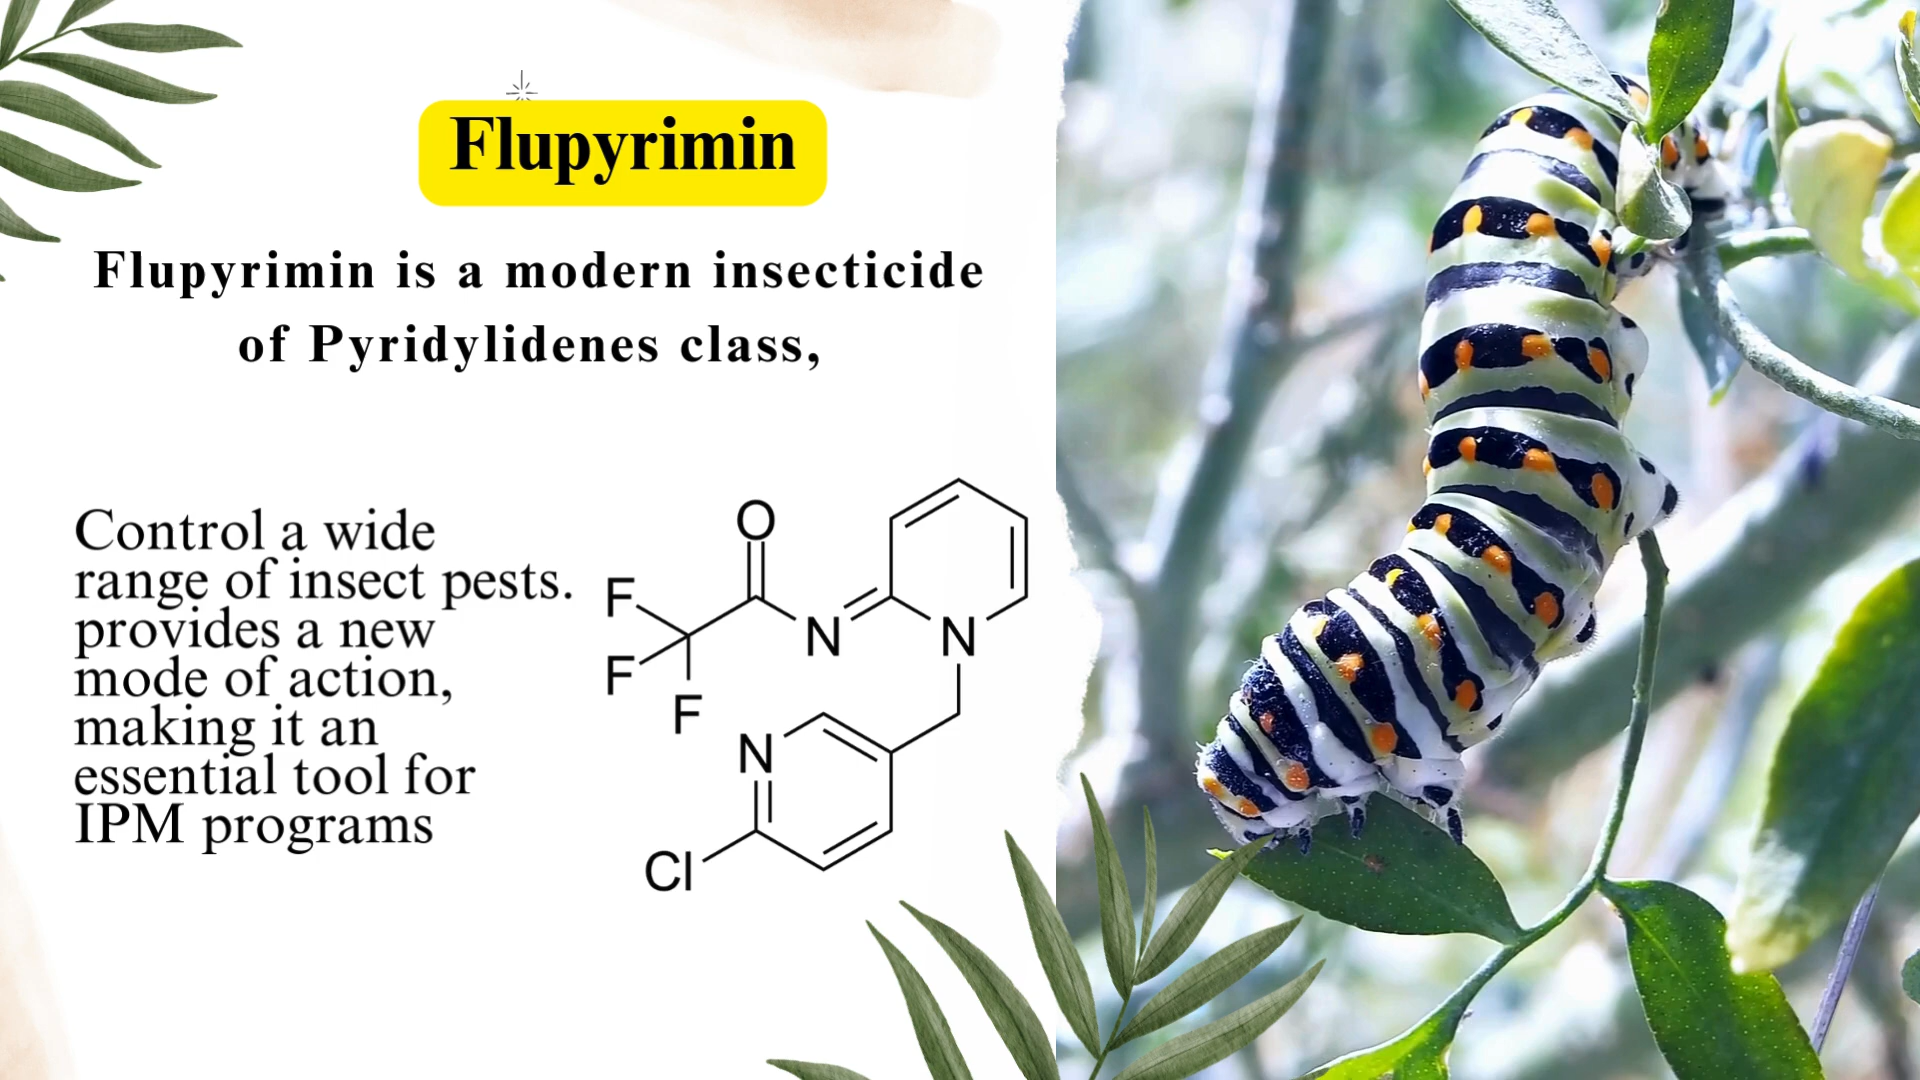 Flupyrimin
Flupyrimin is a modern insecticide
of Pyridylidenes class,
Control a wide
range of insect pests.
provides a new
mode of action,
making it an
essential tool for
IPM programs
O
F
N
N
F
F
N
Cl